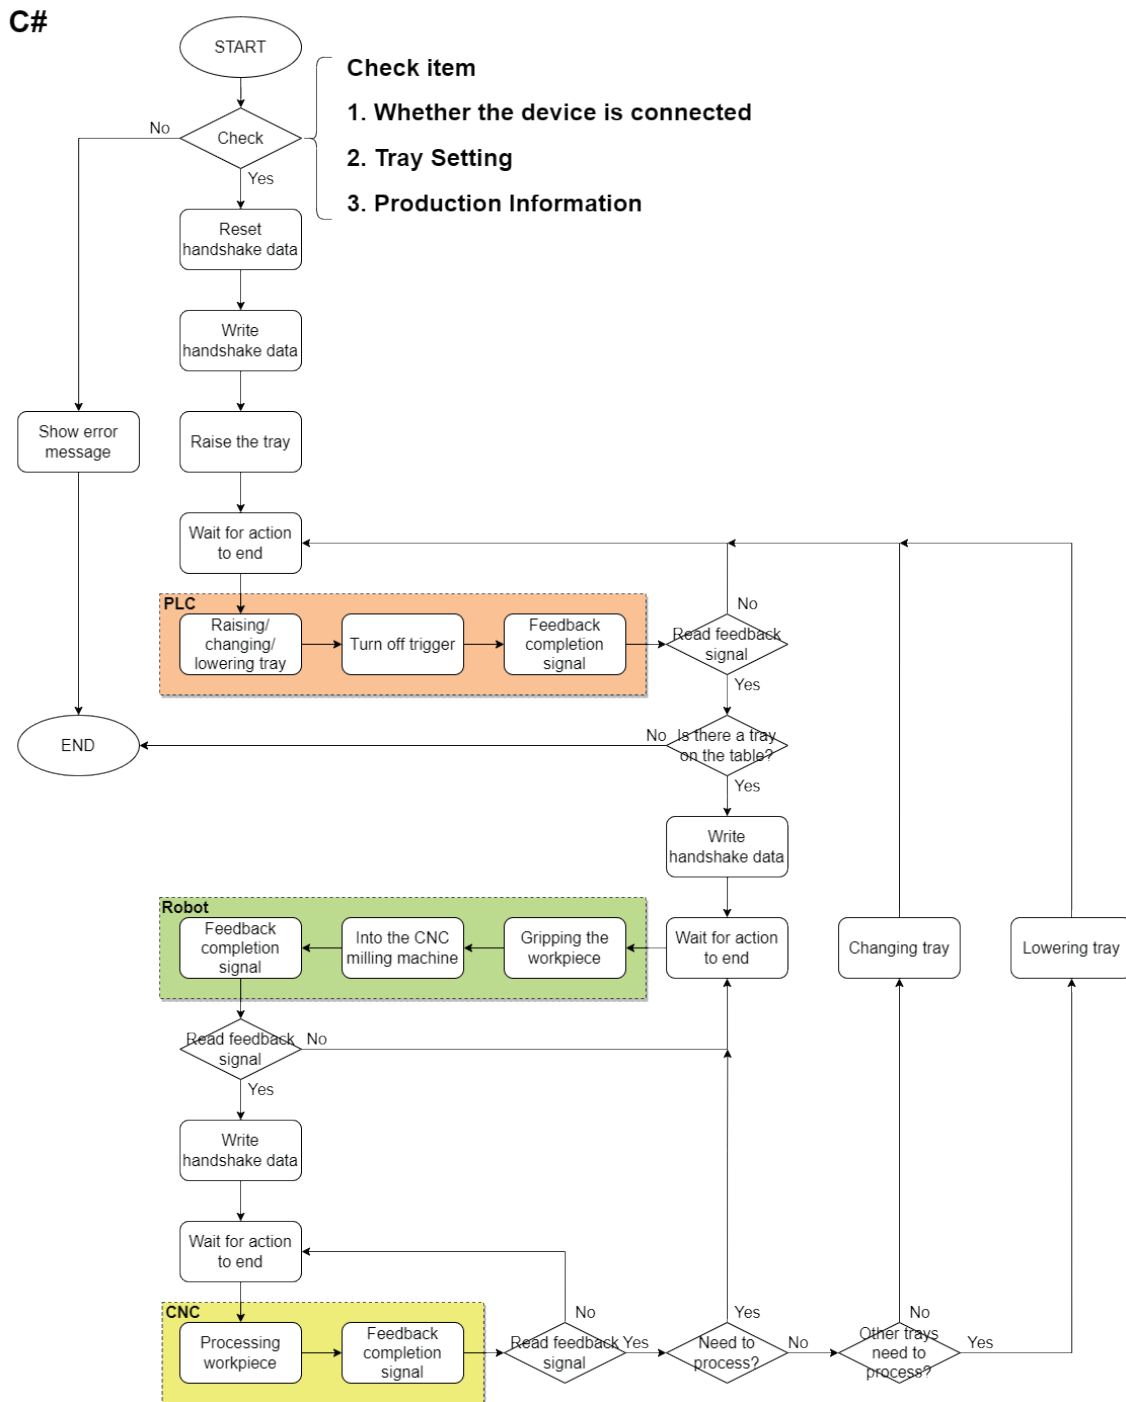 C#
START
Check item
1. Whether the device is connected
2. Tray Setting
3. Production Information
No
Check
Yes
Reset
handshake data
Write
handshake data
Show error
message
Raise the tray
Wait for action
to end
PLC
Raising/
changing/
lowering tray
Turn off trigger
Feedback
completion
signal
No
Read feedback
signal
Yes
END
No
Is there a tray
on the table?
Yes
Write
handshake data
Robot
Feedback
completion
signal
Into the CNC
milling machine
Gripping the
workpiece
Wait for action
to end
Changing tray
Lowering tray
Read feedback
signal
No
Yes
Write
handshake data
Wait for action
to end
CNC
Processing
workpiece
Feedback
completion
signal
No
Read feedback
signal
Yes
Yes
Need to
process?
No
No
Other trays
need to
process?
Yes